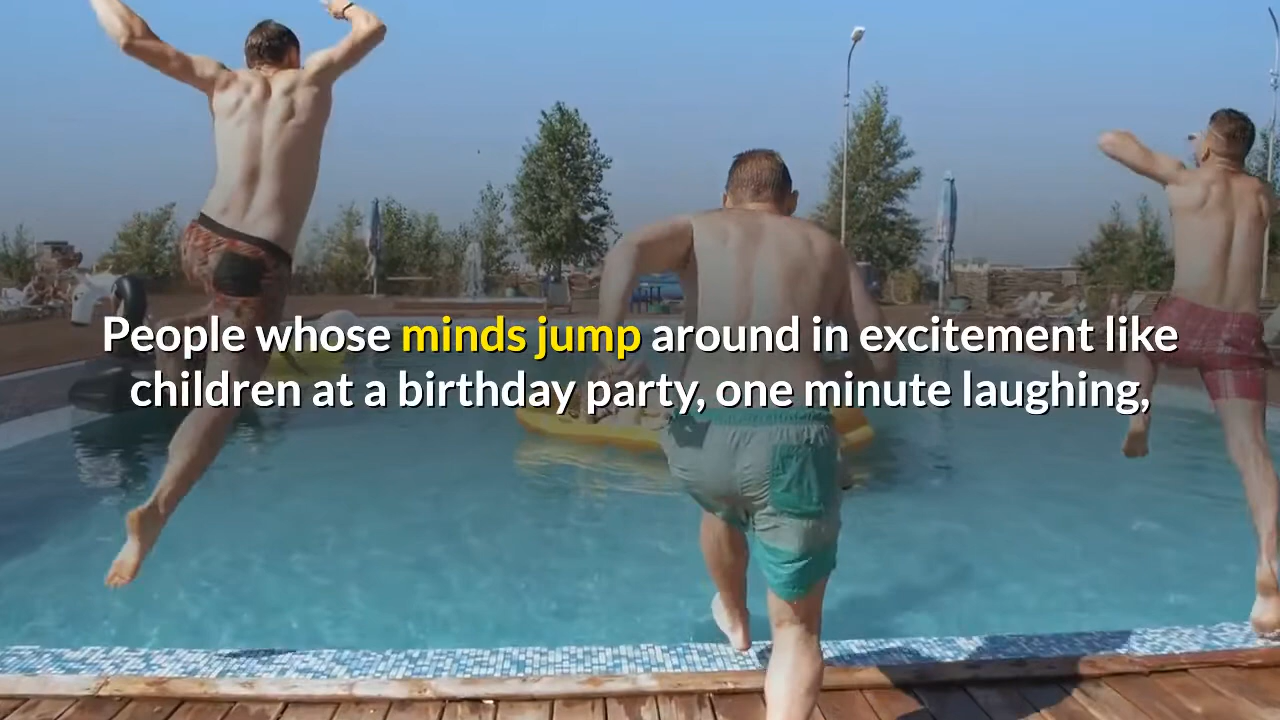 People whose minds jump around in excitement like
children at a birthday party, one minute laughing,